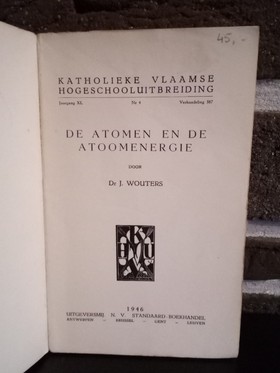 45,-
KATHOLIEKE VLAAMSE
HOGESCHOOLUITBREIDING
Jaargang XL Nr 4 Verhandeling 367
DE ATOMEN EN DE
ATOOMENERGIE
DOOR
Dr J. WOUTERS
1946
UITGEVERSMIJ N. V. STANDAARD-BOEKHANDEL
ANTWERPEN - BRUSSEL - GENT - LEUVEN